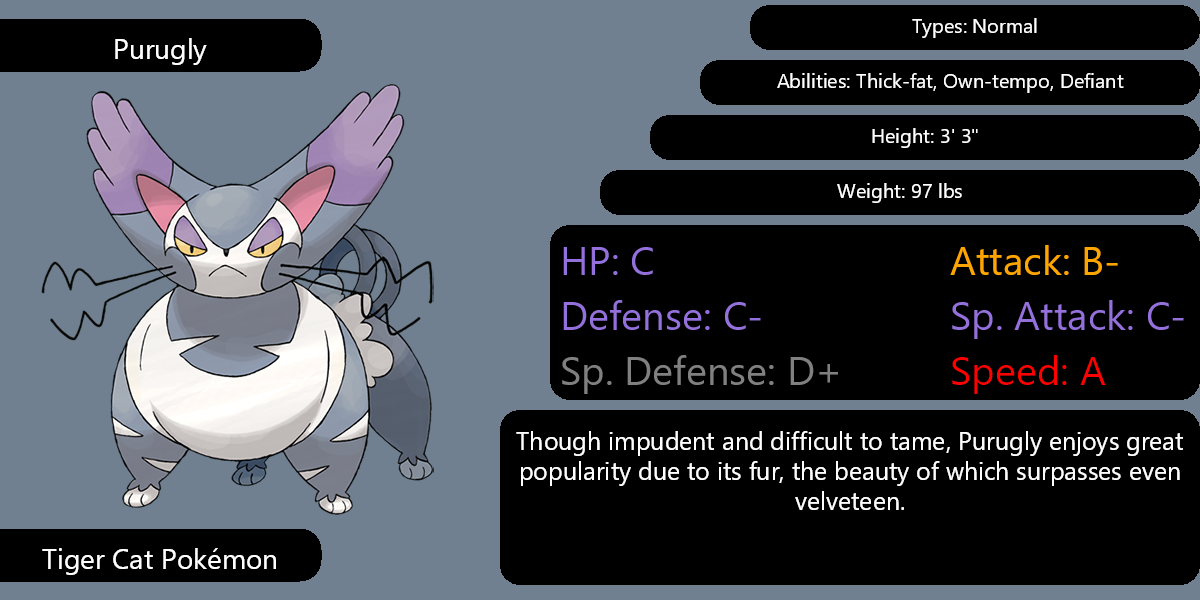 Purugly
Tiger Cat Pokémon
Types: Normal
Abilities: Thick-fat, Own-tempo, Defiant
Height: 3' 3"
Weight: 97 lbs
HP: C
Attack: B-
Defense: C-
Sp. Attack: C-
Sp. Defense: D+
Speed: A
Though impudent and difficult to tame, Purugly enjoys great
popularity due to its fur, the beauty of which surpasses even
velveteen.